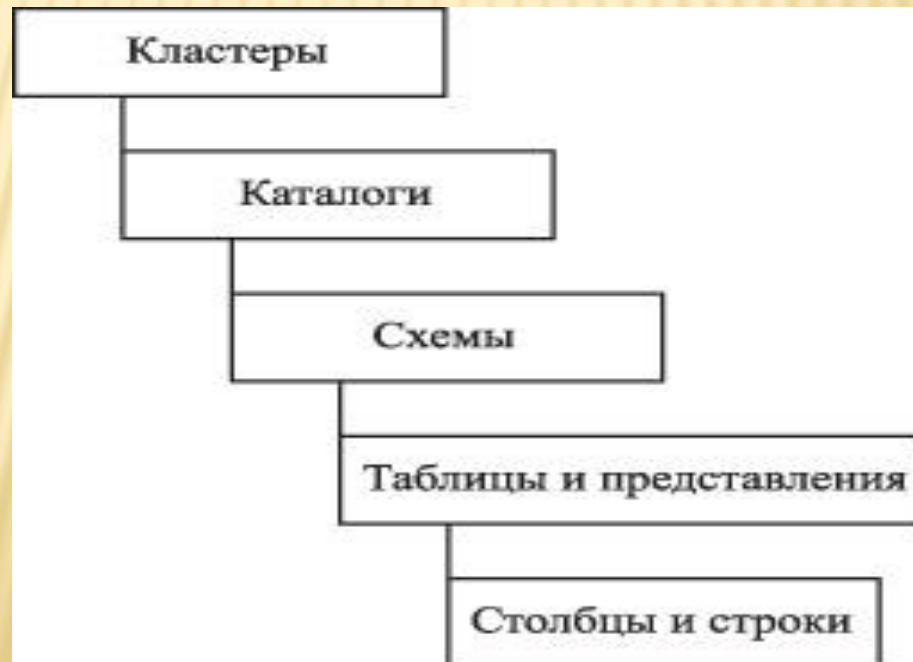 Кластеры
Каталоги
Схемы
Таблицы и представления
Столбцы и строки